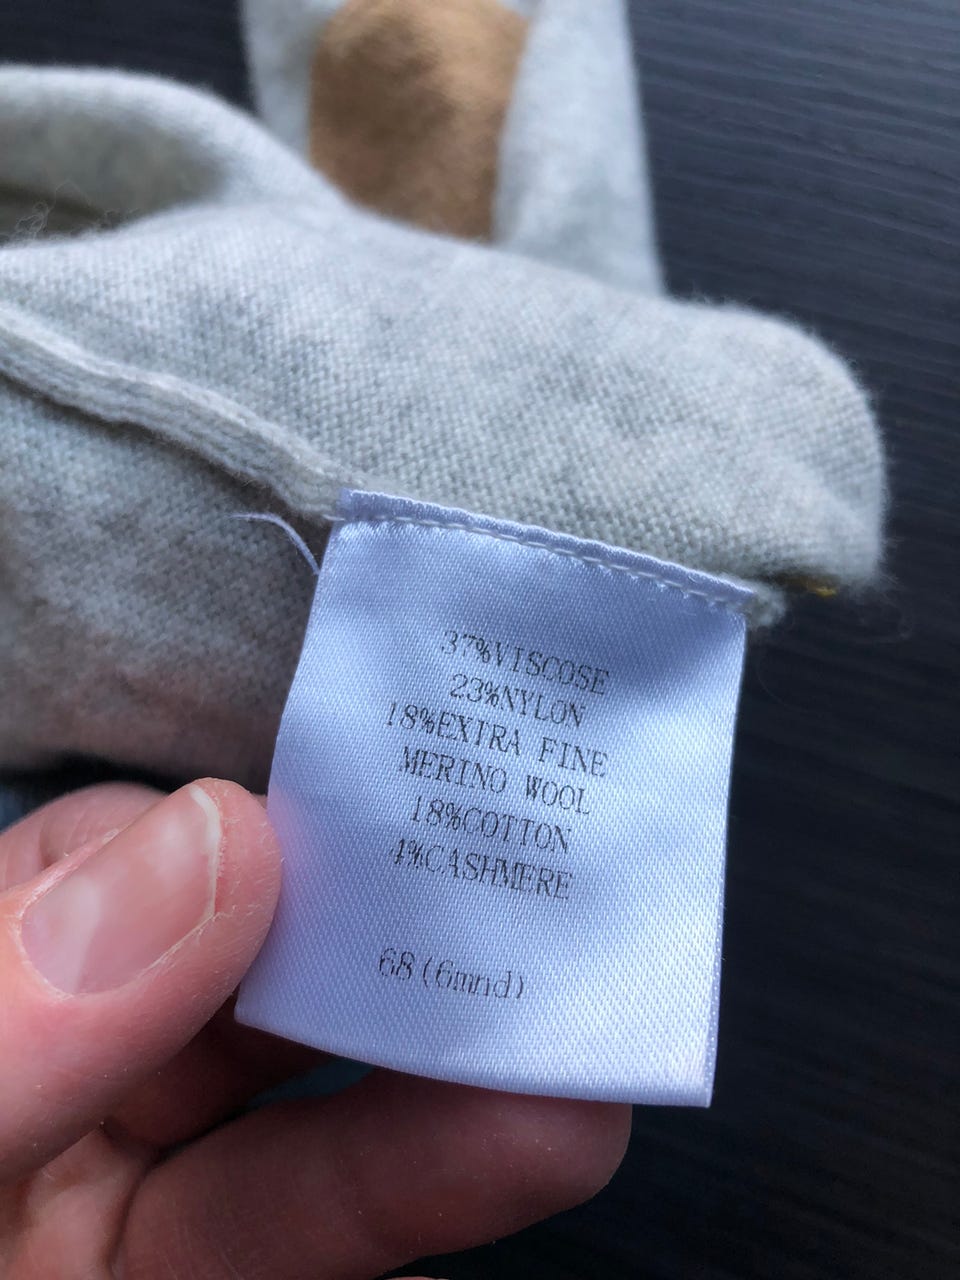 37%VISCOSE
23%NYLON
18%EXTRA FINE
MERINO WOOL
18%COTTON
4%CASHMERE
68(6mnd)